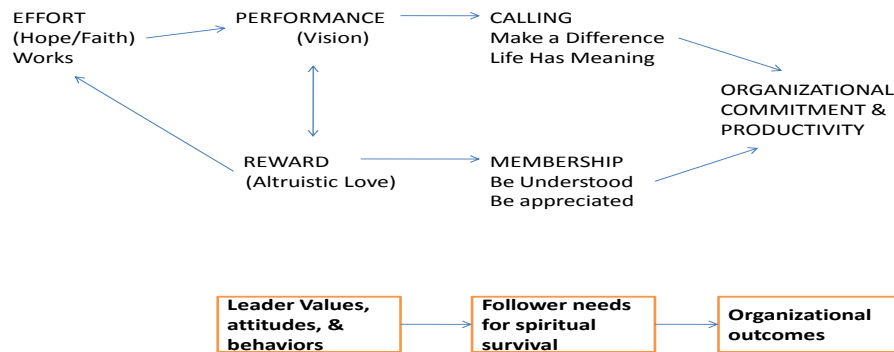 EFFORT
(Hope/Faith)
Works
PERFORMANCE
(Vision)
CALLING
Make a Difference
Life Has Meaning
ORGANIZATIONAL
COMMITMENT &
PRODUCTIVITY
REWARD
(Altruistic Love)
MEMBERSHIP
Be Understood
Be appreciated
Leader Values,
attitudes, &
behaviors
Follower needs
for spiritual
survival
Organizational
outcomes